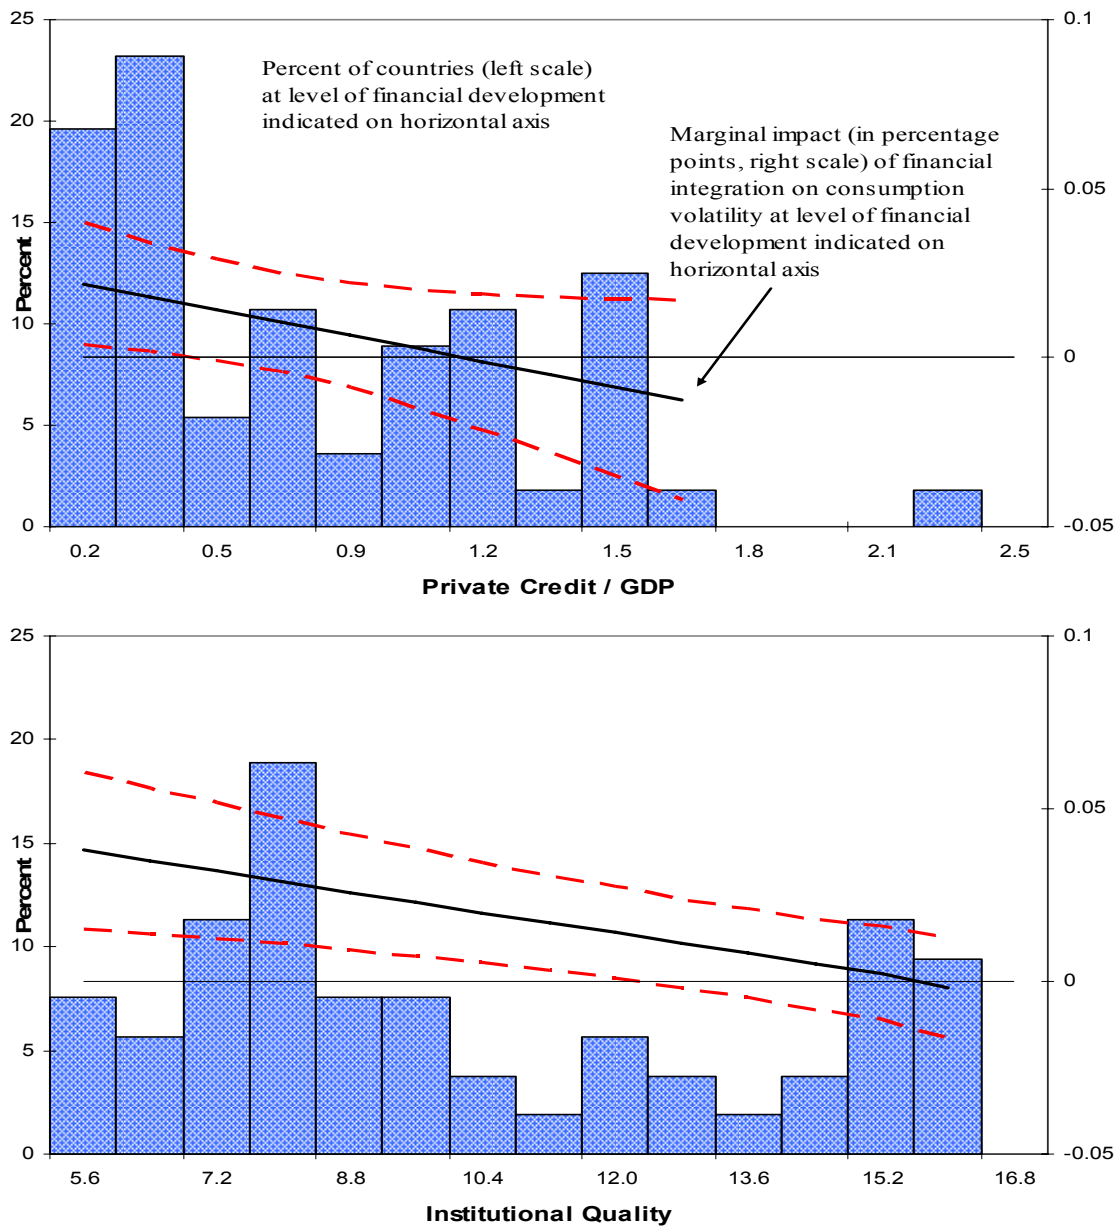 25
20
15
10
5
0
Percent
0.1
0.05
0
-0.05
Percent of countries (left scale)
at level of financial development
indicated on horizontal axis
Marginal impact (in percentage
points, right scale) of financial
integration on consumption
volatility at level of financial
development indicated on
horizontal axis
0.2 0.5 0.9 1.2 1.5 1.8 2.1 2.5
Private Credit / GDP
25
20
15
10
5
0
Percent
0.1
0.05
0
-0.05
5.6 7.2 8.8 10.4 12.0 13.6 15.2 16.8
Institutional Quality